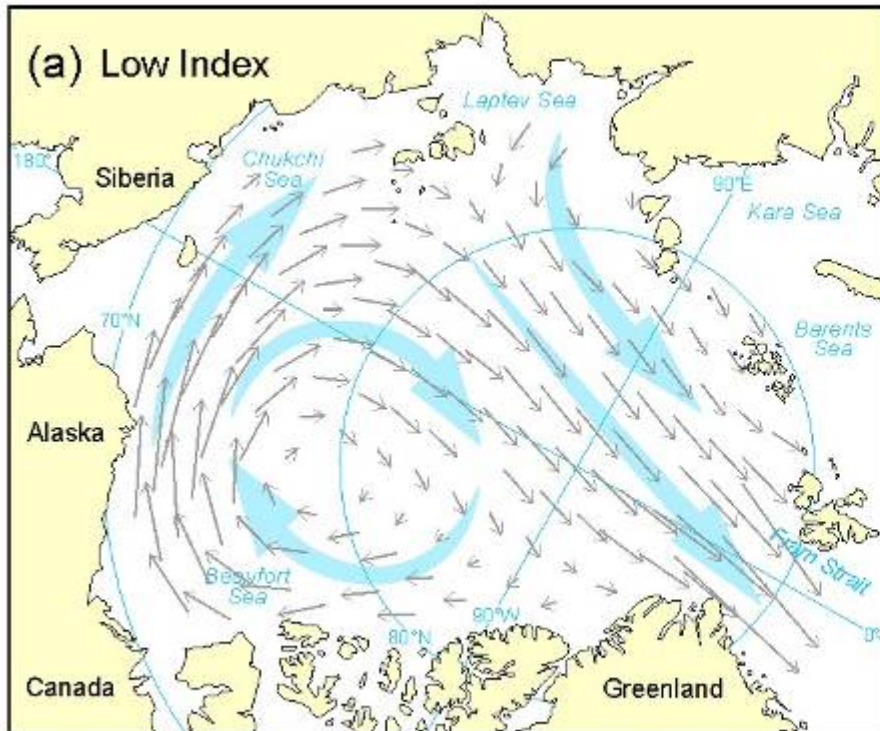 (a) Low Index
Laptev Sea
180°
Siberia
Chukchi
Sea
90°E
Kara Sea
70°N
Barents
Sea
Alaska
Fram Strait
Beaufort
Sea
90°W
80°N
0°
Canada
Greenland